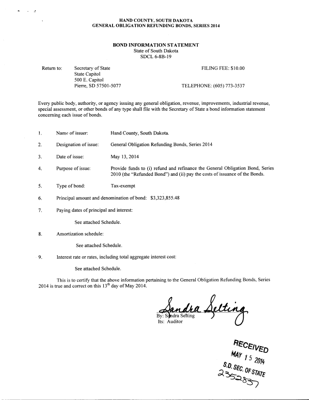 HAND COUNTY, SOUTH DAKOTA
GENERAL OBLIGATION REFUNDING BONDS, SERIES 2014
BOND INFORMATION STATEMENT
State of South Dakota
SDCL 6-8B-19
Return to: Secretary of State FILING FEE: $10.00
State Capitol
500 E. Capitol
Pierre, SD 57501-5077 TELEPHONE: (605) 773-3537
Every public body, authority, or agency issuing any general obligation, revenue, improvements, industrial revenue,
special assessment, or other bonds of any type shall file with the Secretary of State a bond information statement
concerning each issue of bonds.
1. Name of issuer: Hand County, South Dakota.
2. Designation of issue: General Obligation Refunding Bonds, Series 2014
3. Date of issue: May 13, 2014
4. Purpose of issue: Provide funds to (i) refund and refinance the General Obligation Bond, Series
2010 (the "Refunded Bond") and (ii) pay the costs of issuance of the Bonds.
5. Type of bond: Tax-exempt
6. Principal amount and denomination of bond: $3,323,855.48
7. Paying dates of principal and interest:
See attached Schedule.
8. Amortization schedule:
See attached Schedule.
9. Interest rate or rates, including total aggregate interest cost:
See attached Schedule.
This is to certify that the above information pertaining to the General Obligation Refunding Bonds, Series
2014 is true and correct on this 13th day of May 2014.
Sandra Selting
By: Sandra Selting
Its: Auditor
RECEIVED
MAY 15 2014
S.D. SEC. OF STATE